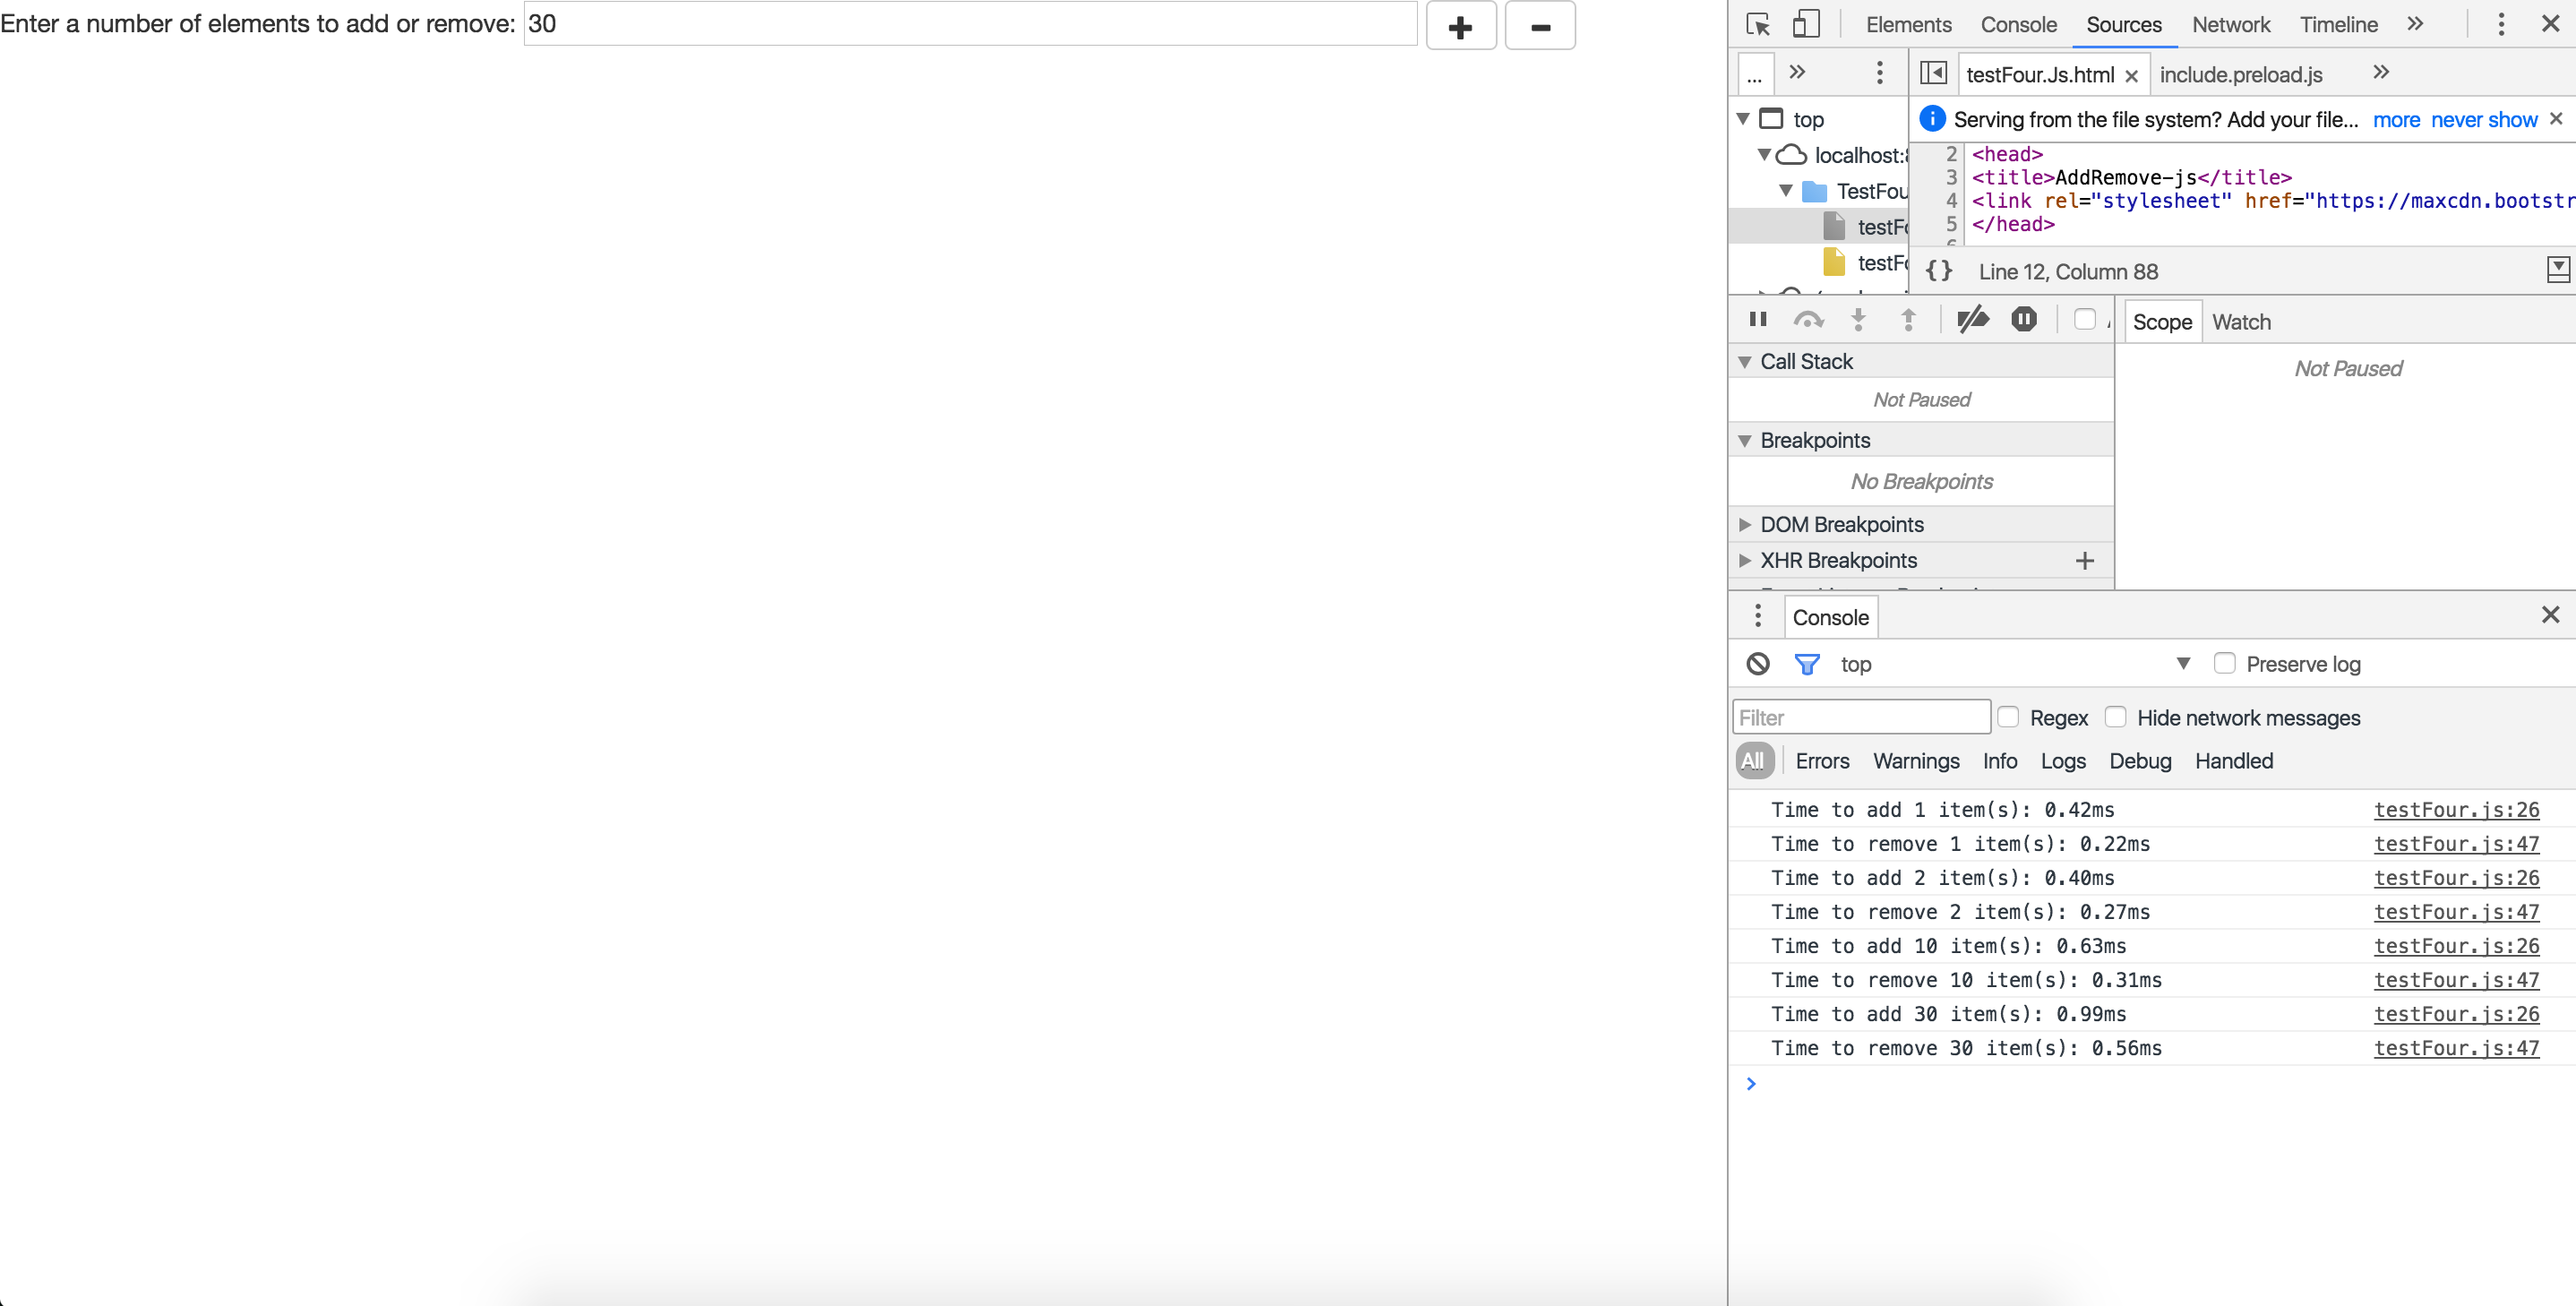 Enter a number of elements to add or remove: 30
Elements Console Sources Network Timeline
... testFour.Js.html include.preload.js
top
localhost:
TestFou
testF
testF
Serving from the file system? Add your file... more never show
2 <head>
3 <title>AddRemove-js</title>
4 <link rel="stylesheet" href="https://maxcdn.bootstr
5 </head>
{} Line 12, Column 88
Scope Watch
Not Paused
Call Stack
Not Paused
Breakpoints
No Breakpoints
DOM Breakpoints
XHR Breakpoints
Console
top Preserve log
Filter Regex Hide network messages
All Errors Warnings Info Logs Debug Handled
Time to add 1 item(s): 0.42ms testFour.js:26
Time to remove 1 item(s): 0.22ms testFour.js:47
Time to add 2 item(s): 0.40ms testFour.js:26
Time to remove 2 item(s): 0.27ms testFour.js:47
Time to add 10 item(s): 0.63ms testFour.js:26
Time to remove 10 item(s): 0.31ms testFour.js:47
Time to add 30 item(s): 0.99ms testFour.js:26
Time to remove 30 item(s): 0.56ms testFour.js:47